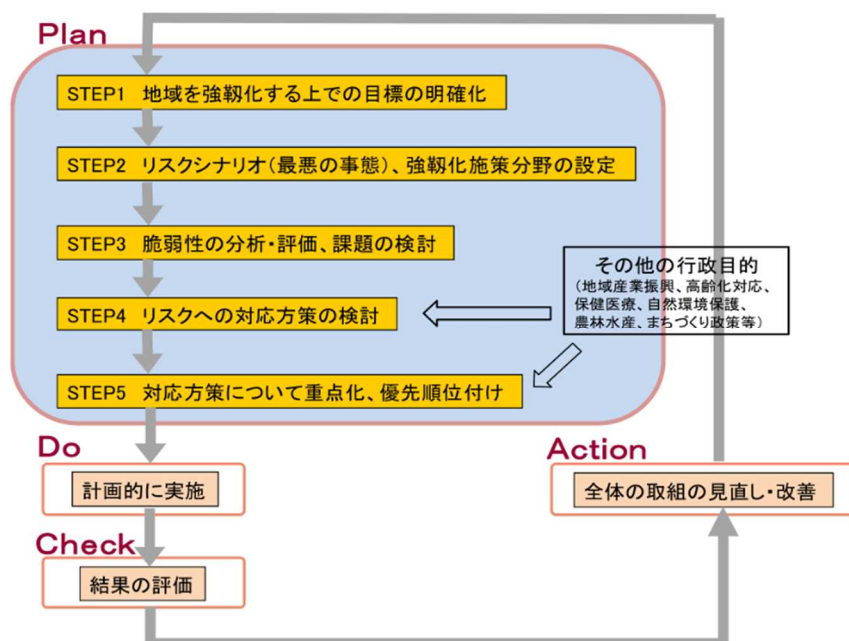 Plan
STEP1 地域を強靱化する上での目標の明確化
STEP2 リスクシナリオ(最悪の事態)、強靱化施策分野の設定
STEP3 脆弱性の分析・評価、課題の検討
その他の行政目的
(地域産業振興、高齢化対応、
保健医療、自然環境保護、
農林水産、まちづくり政策等)
STEP4 リスクへの対応方策の検討
STEP5 対応方策について重点化、優先順位付け
Do
計画的に実施
Action
全体の取組の見直し・改善
Check
結果の評価